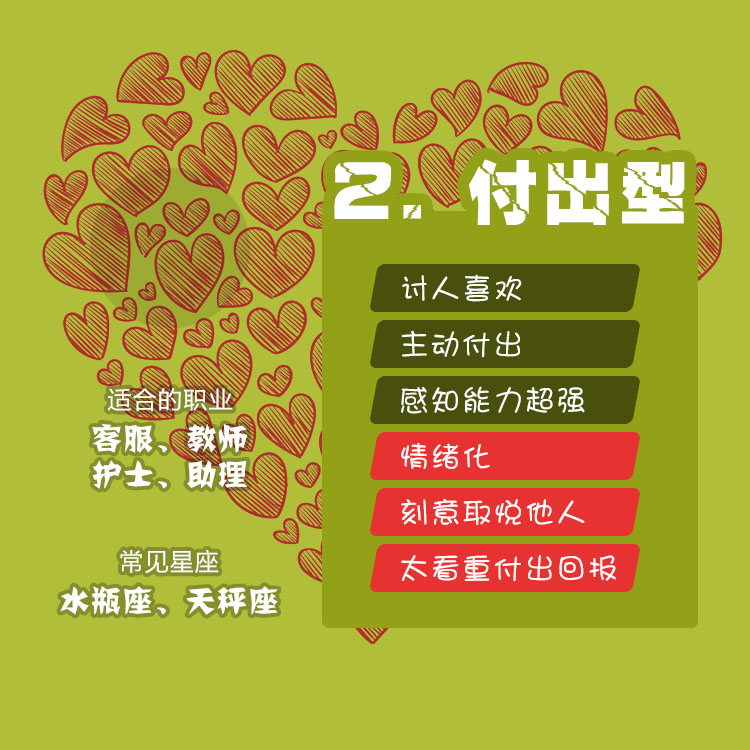 2. 付出型
讨人喜欢
主动付出
感知能力超强
情绪化
刻意取悦他人
太看重付出回报
适合的职业
客服、教师
护士、助理
常见星座
水瓶座、天秤座